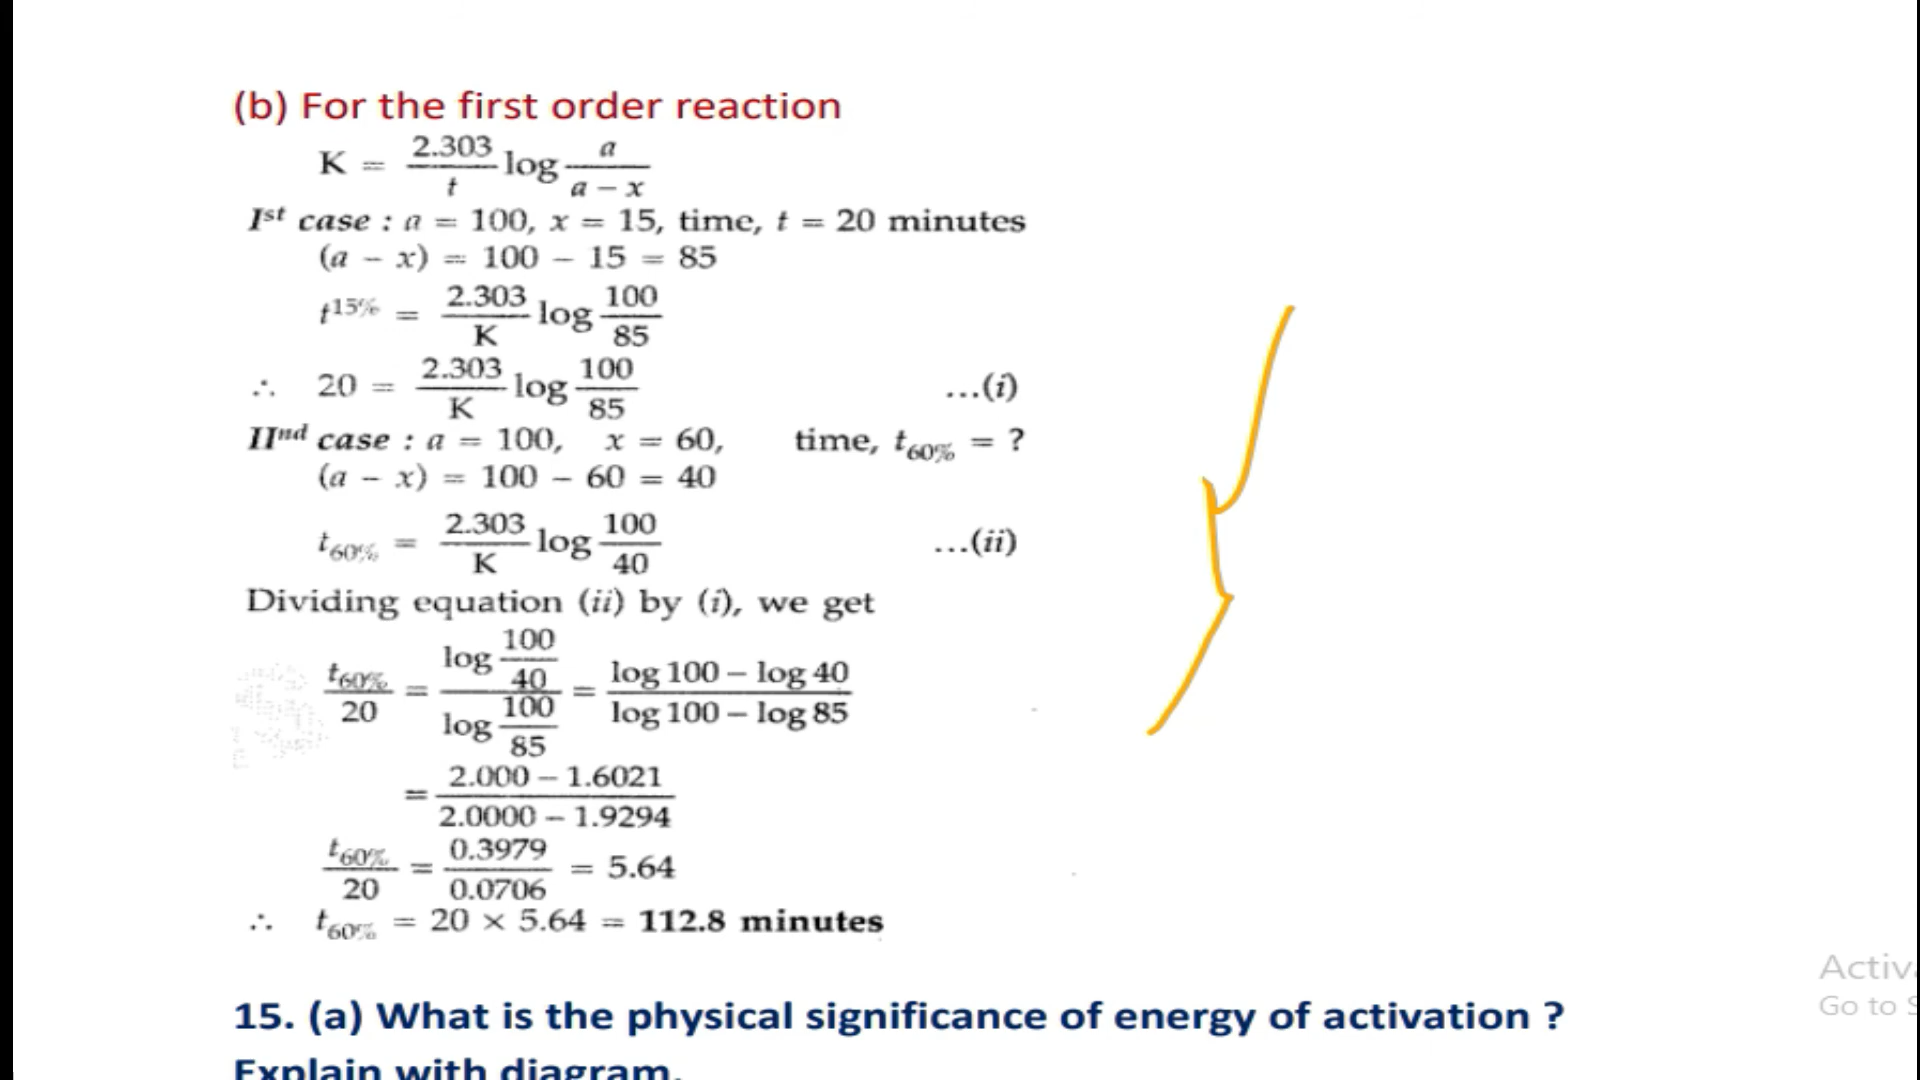 (b) For the first order reaction
K = 2.303/t log a/(a − x)
Ist case : a = 100, x = 15, time, t = 20 minutes
(a − x) = 100 − 15 = 85
t15% = 2.303/K log 100/85
∴ 20 = 2.303/K log 100/85 ...(i)
IInd case : a = 100, x = 60, time, t60% = ?
(a − x) = 100 − 60 = 40
t60% = 2.303/K log 100/40 ...(ii)
Dividing equation (ii) by (i), we get
t60%/20 = (log 100/40)/(log 100/85) = (log 100 − log 40)/(log 100 − log 85)
= (2.000 − 1.6021)/(2.0000 − 1.9294)
t60%/20 = 0.3979/0.0706 = 5.64
∴ t60% = 20 × 5.64 = 112.8 minutes
15. (a) What is the physical significance of energy of activation ?
Explain with diagram.
Activ
Go to S